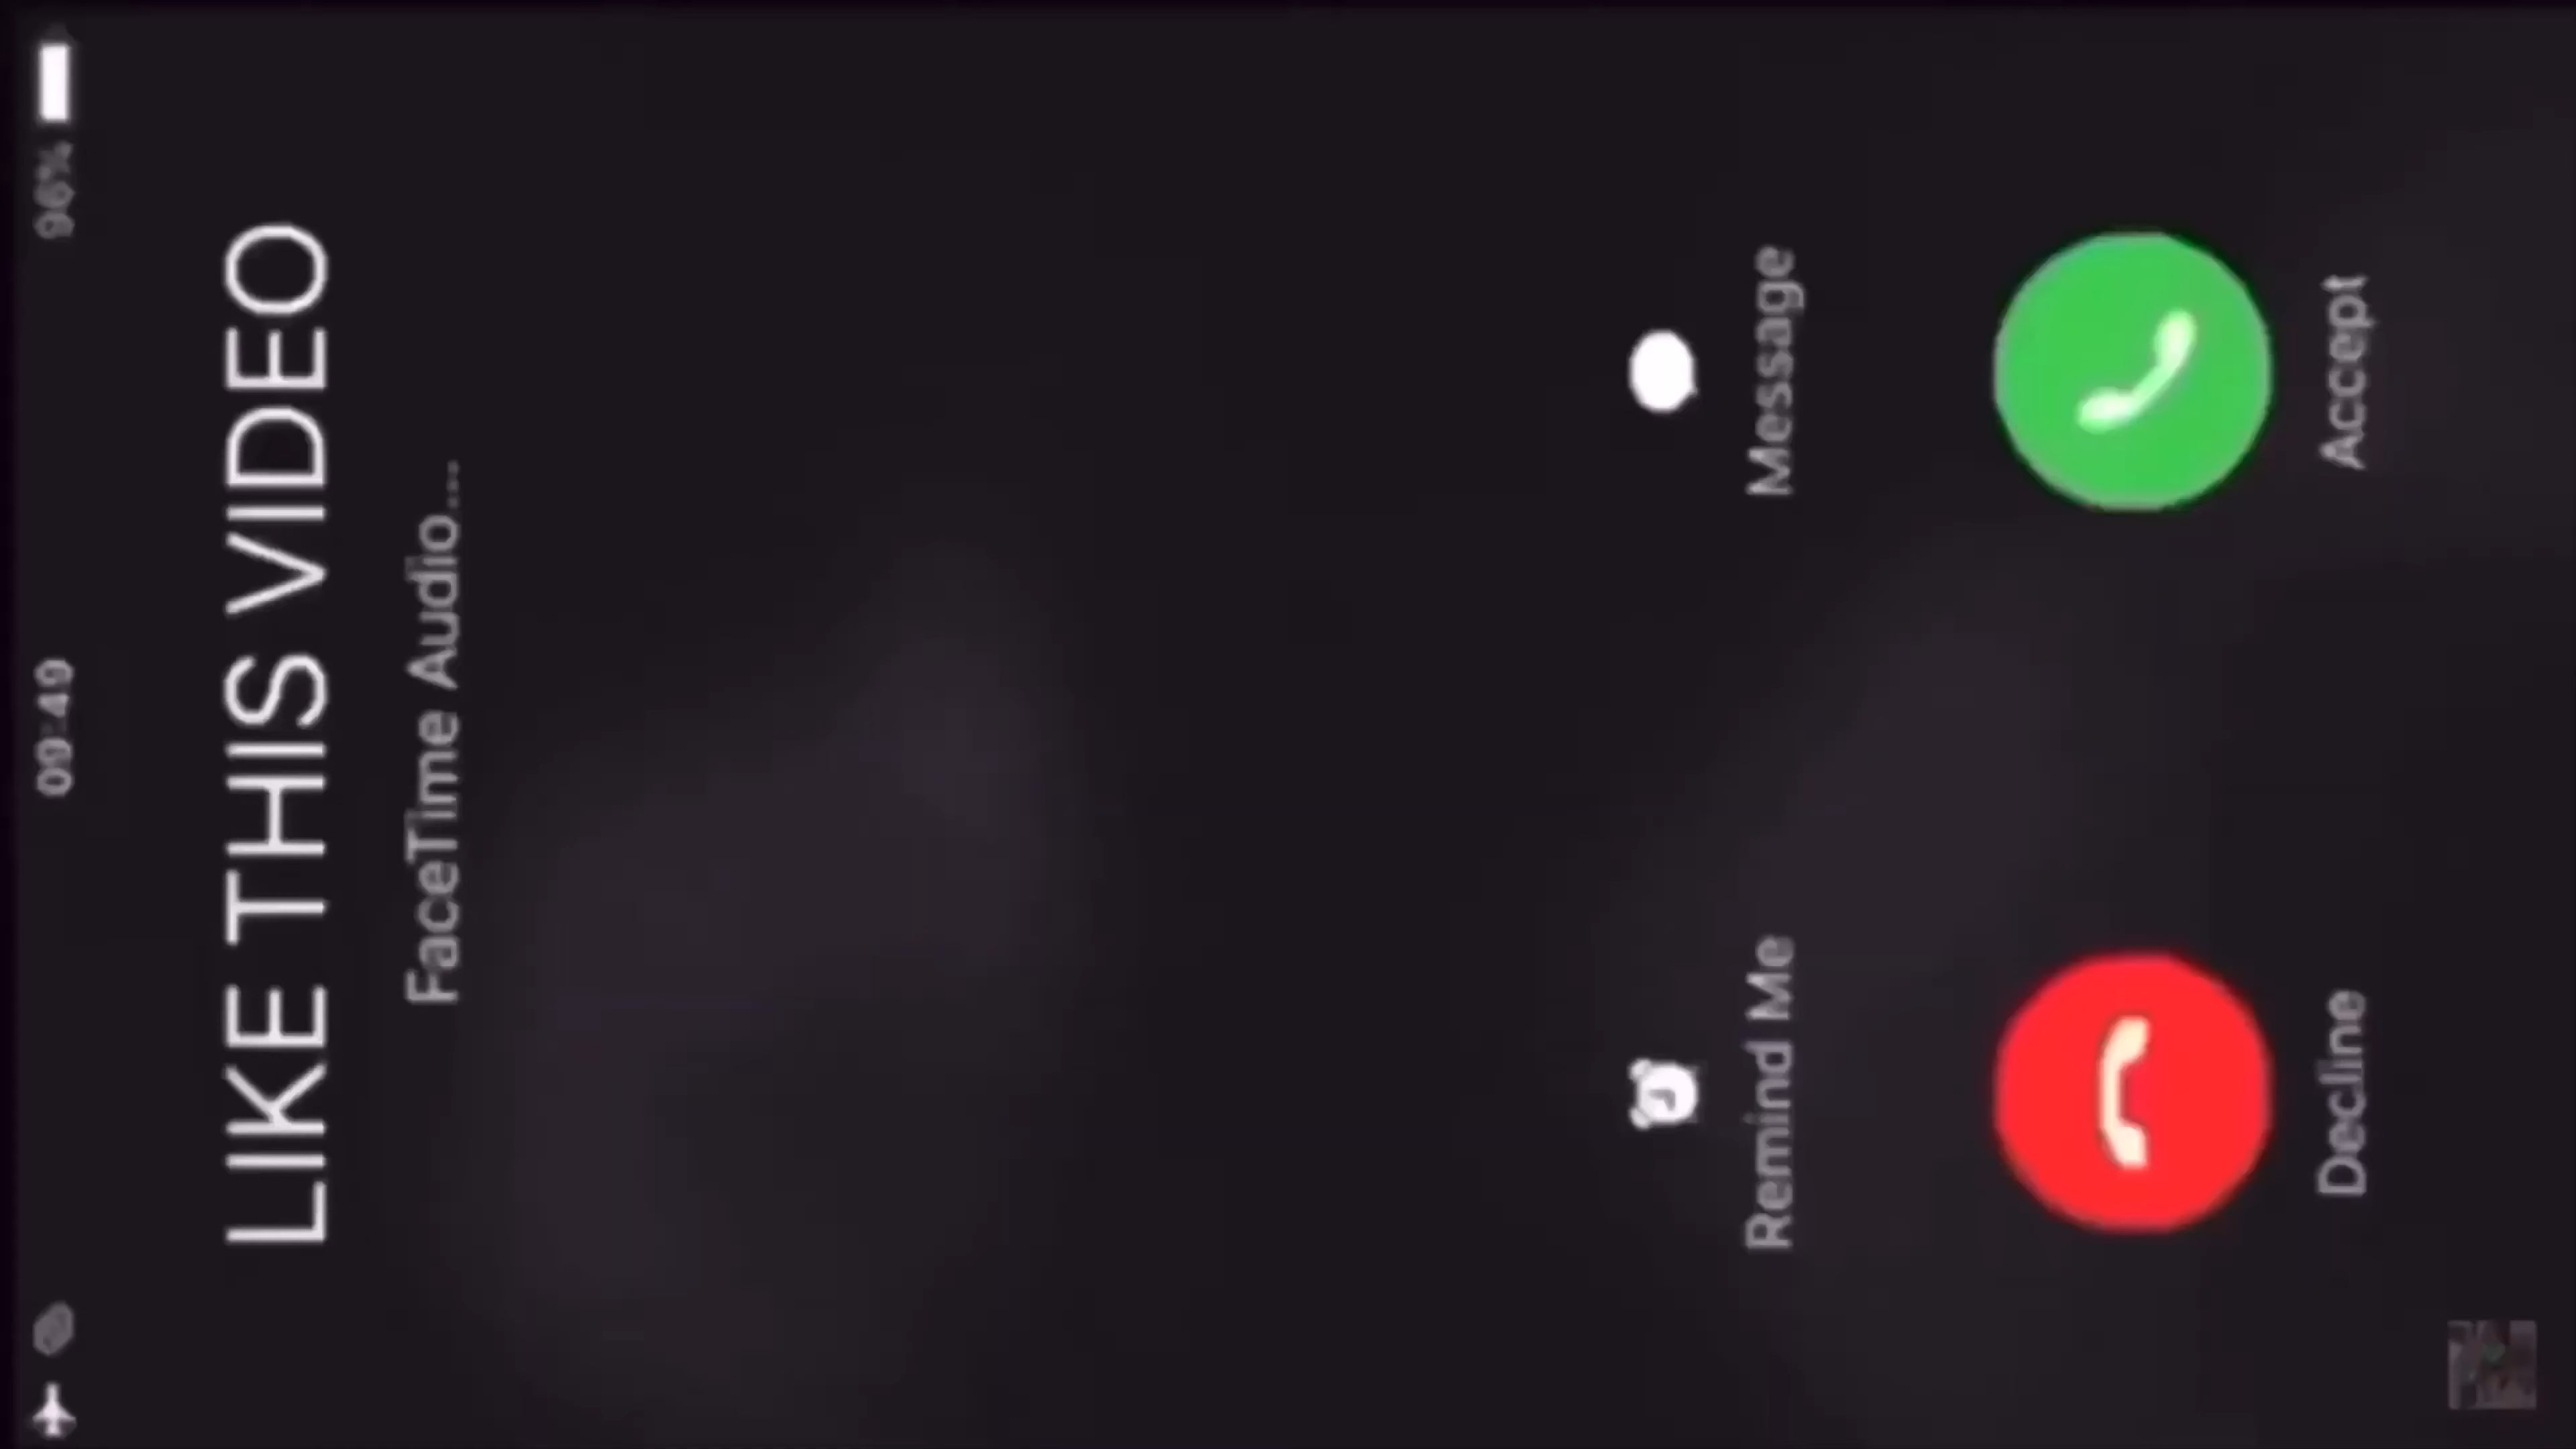 09:49 96%
LIKE THIS VIDEO
FaceTime Audio...
Remind Me Message
Decline Accept